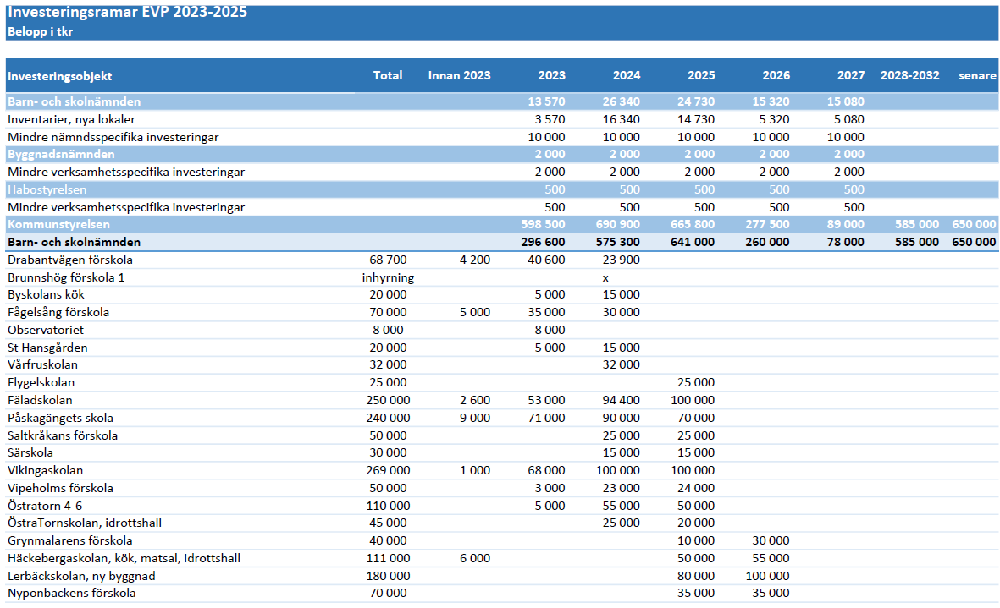 Investeringsramar EVP 2023-2025
Belopp i tkr
Investeringsobjekt Total Innan 2023 2023 2024 2025 2026 2027 2028-2032 senare
Barn- och skolnämnden 13 570 26 340 24 730 15 320 15 080
Inventarier, nya lokaler 3 570 16 340 14 730 5 320 5 080
Mindre nämndsspecifika investeringar 10 000 10 000 10 000 10 000 10 000
Byggnadsnämnden 2 000 2 000 2 000 2 000 2 000
Mindre verksamhetsspecifika investeringar 2 000 2 000 2 000 2 000 2 000
Habostyrelsen 500 500 500 500 500
Mindre verksamhetsspecifika investeringar 500 500 500 500 500
Kommunstyrelsen 598 500 690 900 665 800 277 500 89 000 585 000 650 000
Barn- och skolnämnden 296 600 575 300 641 000 260 000 78 000 585 000 650 000
Drabantvägen förskola 68 700 4 200 40 600 23 900
Brunnshög förskola 1 inhyrning x
Byskolans kök 20 000 5 000 15 000
Fågelsång förskola 70 000 5 000 35 000 30 000
Observatoriet 8 000 8 000
St Hansgården 20 000 5 000 15 000
Vårfruskolan 32 000 32 000
Flygelskolan 25 000 25 000
Fäladskolan 250 000 2 600 53 000 94 400 100 000
Påskagängets skola 240 000 9 000 71 000 90 000 70 000
Saltkråkans förskola 50 000 25 000 25 000
Särskola 30 000 15 000 15 000
Vikingaskolan 269 000 1 000 68 000 100 000 100 000
Vipeholms förskola 50 000 3 000 23 000 24 000
Östratorn 4-6 110 000 5 000 55 000 50 000
ÖstraTornskolan, idrottshall 45 000 25 000 20 000
Grynmalarens förskola 40 000 10 000 30 000
Häckebergaskolan, kök, matsal, idrottshall 111 000 6 000 50 000 55 000
Lerbäckskolan, ny byggnad 180 000 80 000 100 000
Nyponbackens förskola 70 000 35 000 35 000